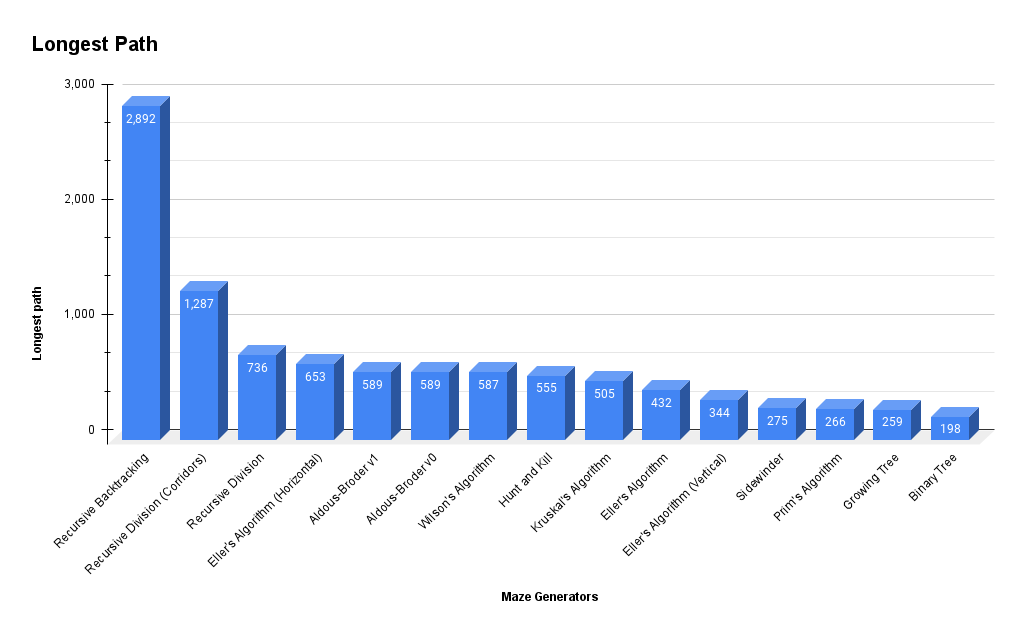 Longest Path
Longest path
3,000
2,000
1,000
0
2,892
1,287
736
653
589
589
587
555
505
432
344
275
266
259
198
Recursive Backtracking
Recursive Division (Corridors)
Recursive Division
Eller's Algorithm (Horizontal)
Aldous-Broder v1
Aldous-Broder v0
Wilson's Algorithm
Hunt and Kill
Kruskal's Algorithm
Eller's Algorithm
Eller's Algorithm (Vertical)
Sidewinder
Prim's Algorithm
Growing Tree
Binary Tree
Maze Generators